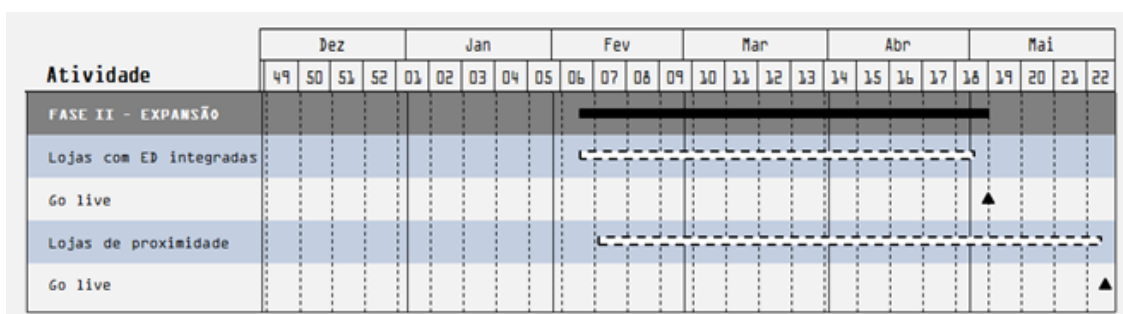 Dez Jan Fev Mar Abr Mai
Atividade 49 50 51 52 01 02 03 04 05 06 07 08 09 10 11 12 13 14 15 16 17 18 19 20 21 22
FASE II - EXPANSÃO
Lojas com ED integradas
Go live
Lojas de proximidade
Go live